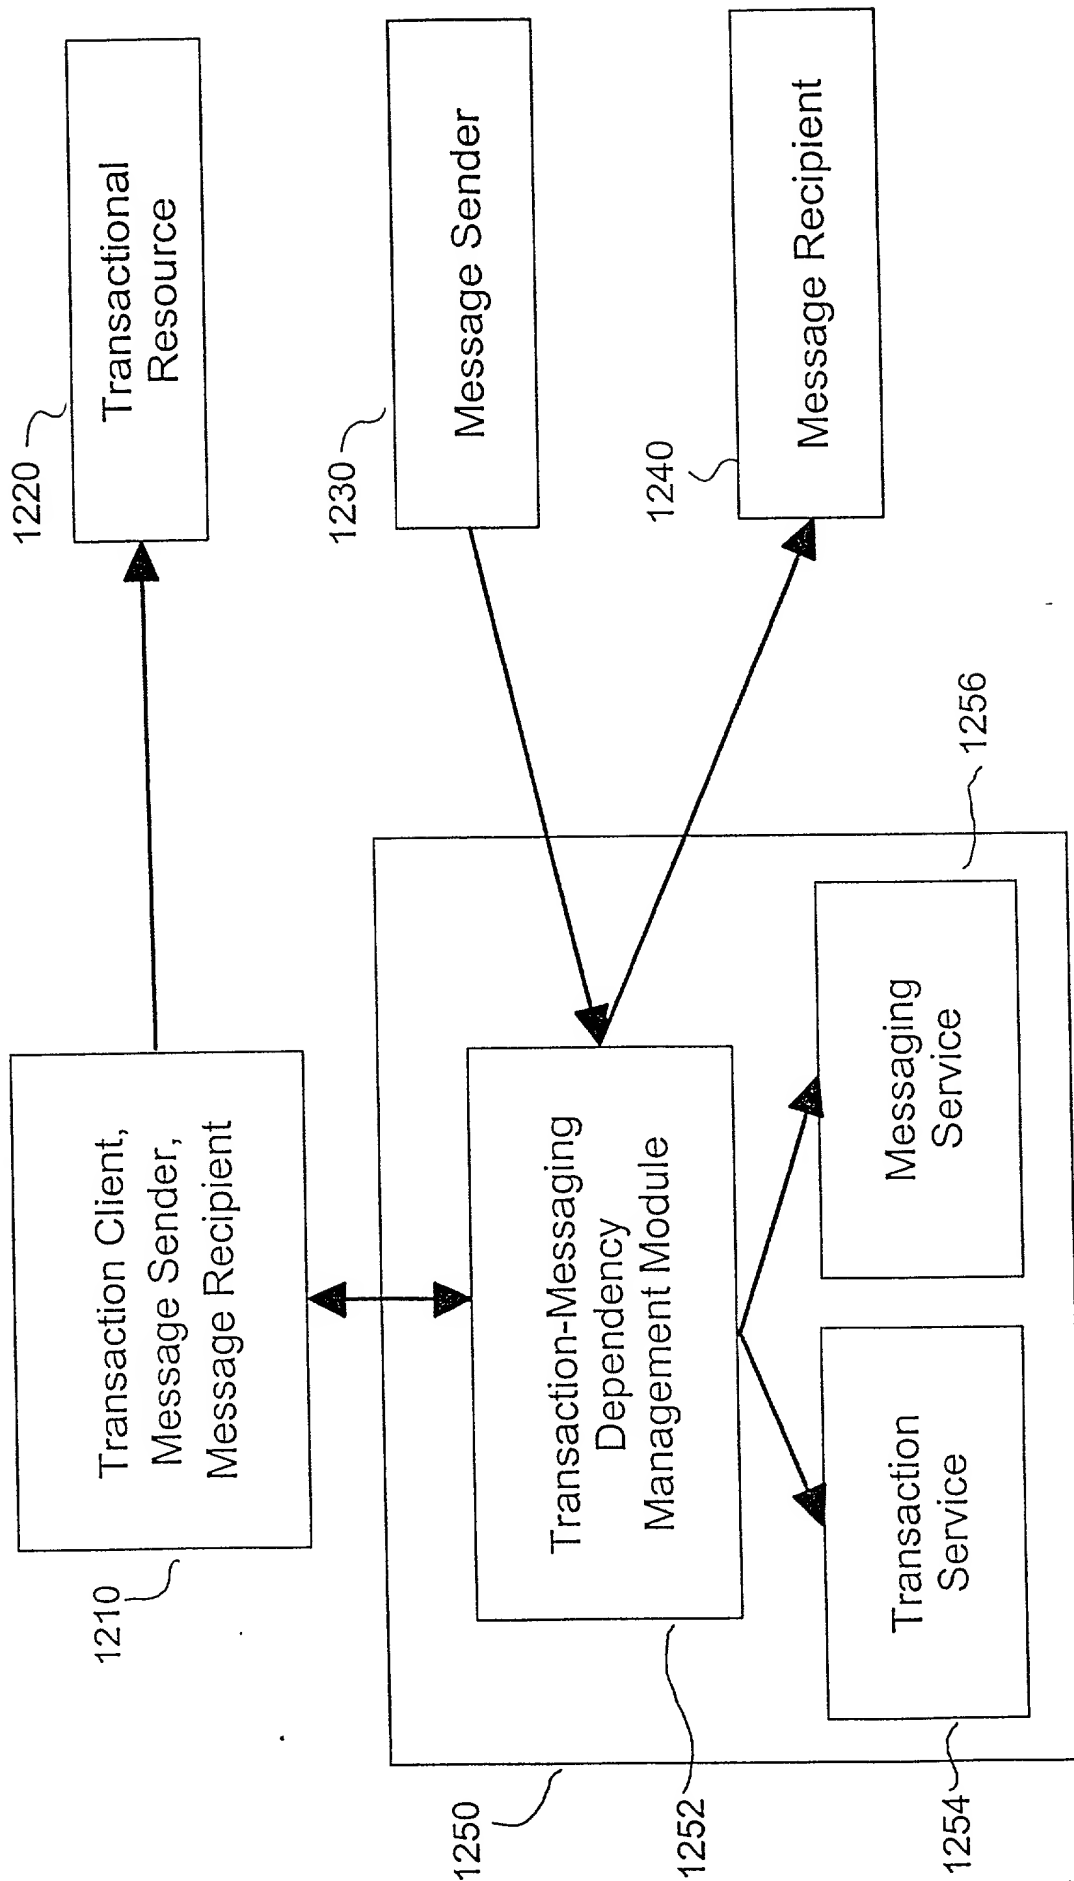 1210
Transaction Client,
Message Sender,
Message Recipient
1220
Transactional
Resource
1230
Message Sender
1240
Message Recipient
1250
1252
Transaction-Messaging
Dependency
Management Module
1254
Transaction
Service
Messaging
Service
1256